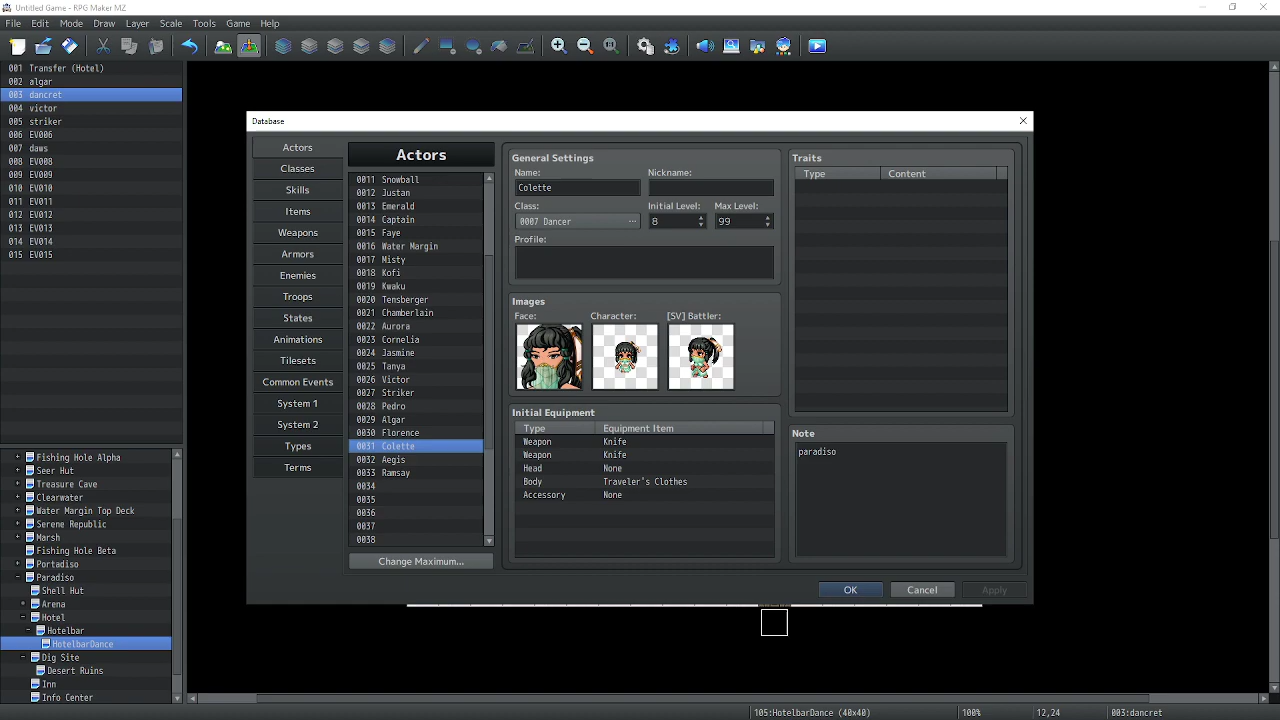 Untitled Game - RPG Maker MZ
File Edit Mode Draw Layer Scale Tools Game Help
001 Transfer (Hotel)
002 algar
003 dancret
004 victor
005 striker
006 EV006
007 daws
008 EV008
009 EV009
010 EV010
011 EV011
012 EV012
013 EV013
014 EV014
015 EV015
Fishing Hole Alpha
Seer Hut
Treasure Cave
Clearwater
Water Margin Top Deck
Serene Republic
Marsh
Fishing Hole Beta
Portadiso
Paradiso
Shell Hut
Arena
Hotel
Hotelbar
HotelbarDance
Dig Site
Desert Ruins
Inn
Info Center
Database
Actors
Classes
Skills
Items
Weapons
Armors
Enemies
Troops
States
Animations
Tilesets
Common Events
System 1
System 2
Types
Terms
Actors
0011 Snowball
0012 Justan
0013 Emerald
0014 Captain
0015 Faye
0016 Water Margin
0017 Misty
0018 Kofi
0019 Kwaku
0020 Tensberger
0021 Chamberlain
0022 Aurora
0023 Cornelia
0024 Jasmine
0025 Tanya
0026 Victor
0027 Striker
0028 Pedro
0029 Algar
0030 Florence
0031 Colette
0032 Aegis
0033 Ramsay
0034
0035
0036
0037
0038
Change Maximum...
General Settings
Name: Nickname:
Colette
Class: Initial Level: Max Level:
0007 Dancer ... 8 99
Profile:
Images
Face: Character: [SV] Battler:
Initial Equipment
Type Equipment Item
Weapon Knife
Weapon Knife
Head None
Body Traveler's Clothes
Accessory None
Traits
Type Content
Note
paradiso
OK Cancel Apply
105:HotelbarDance (40x40) 100% 12,24 003:dancret